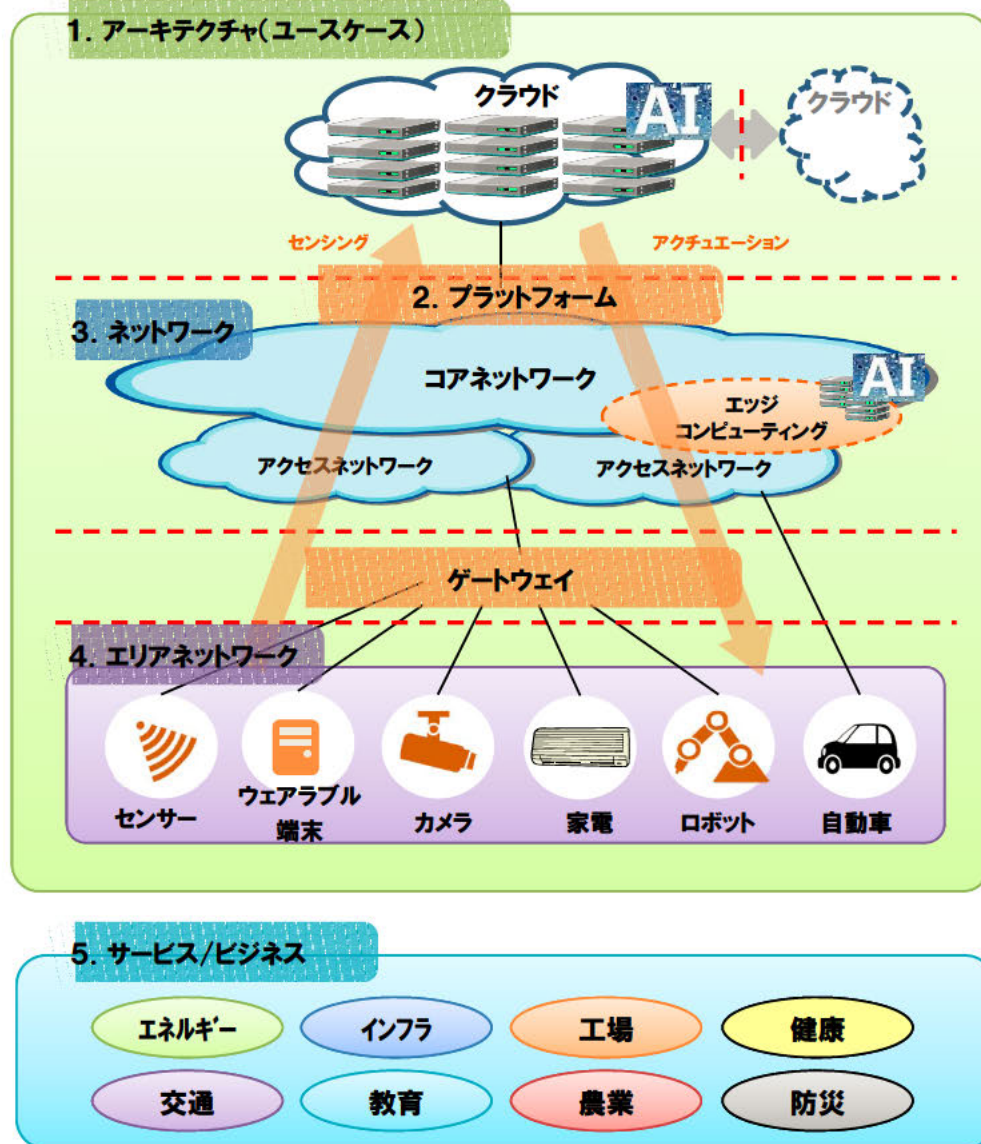 1. アーキテクチャ(ユースケース)
クラウド
AI
クラウド
センシング
アクチュエーション
2. プラットフォーム
3. ネットワーク
コアネットワーク
AI
エッジ
コンピューティング
アクセスネットワーク
アクセスネットワーク
ゲートウェイ
4. エリアネットワーク
センサー
ウェアラブル
端末
カメラ
家電
ロボット
自動車
5. サービス/ビジネス
エネルギー
インフラ
工場
健康
交通
教育
農業
防災